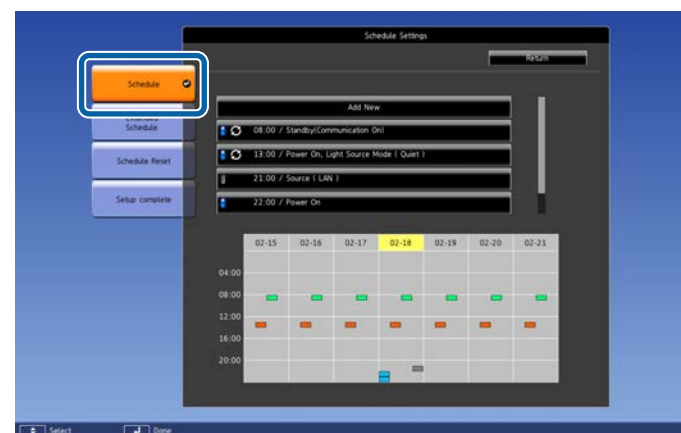 Schedule Settings
Return
Schedule
Add New
Schedule
08:00 / Standby(Communication On)
Schedule Reset
13:00 / Power On, Light Source Mode ( Quiet )
21:00 / Source ( LAN )
Setup complete
22:00 / Power On
02-15 02-16 02-17 02-18 02-19 02-20 02-21
04:00
08:00
12:00
16:00
20:00
Select Done